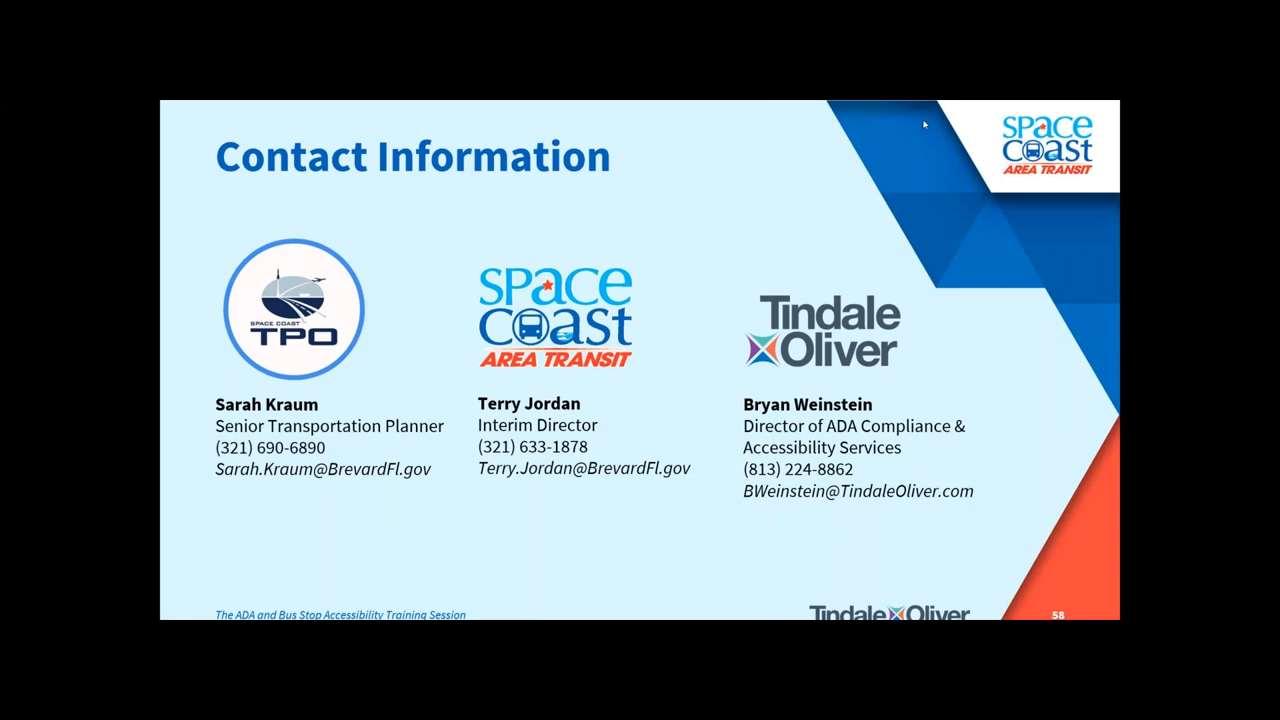 SPace
Coast
AREA TRANSIT
Contact Information
SPACE COAST
TPO
SPace
Coast
AREA TRANSIT
Tindale
Oliver
Sarah Kraum
Senior Transportation Planner
(321) 690-6890
Sarah.Kraum@BrevardFl.gov
Terry Jordan
Interim Director
(321) 633-1878
Terry.Jordan@BrevardFl.gov
Bryan Weinstein
Director of ADA Compliance &
Accessibility Services
(813) 224-8862
BWeinstein@TindaleOliver.com
The ADA and Bus Stop Accessibility Training Session
Tindale Oliver
58